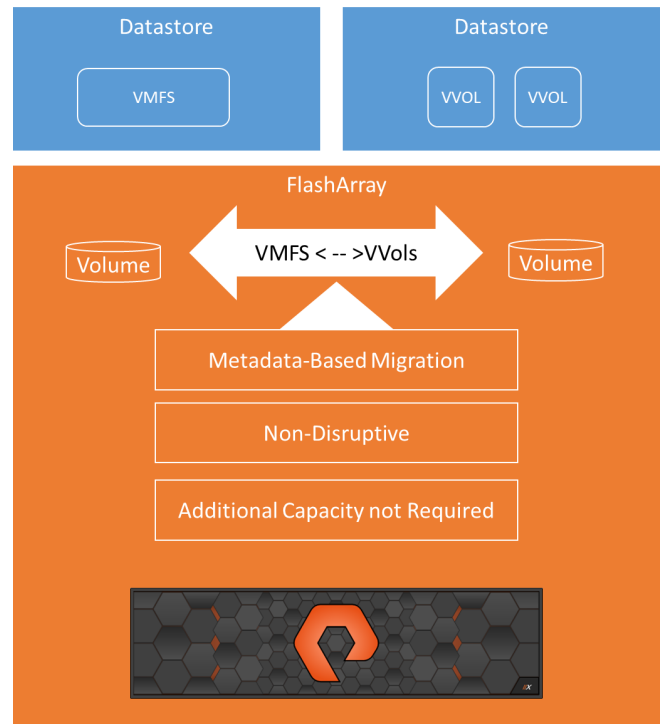 Datastore
Datastore
VMFS
VVOL
VVOL
FlashArray
VMFS < -- >VVols
Volume
Volume
Metadata-Based Migration
Non-Disruptive
Additional Capacity not Required